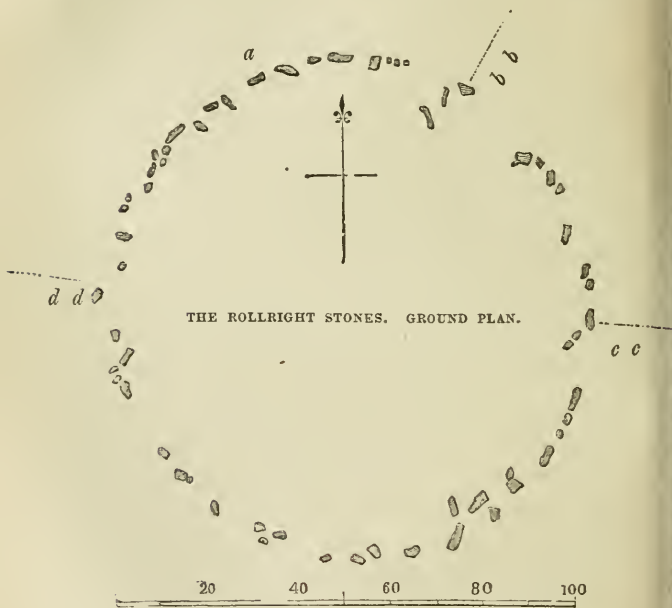 a
b b
d d
THE ROLLRIGHT STONES. GROUND PLAN.
c c
20 40 60 80 100